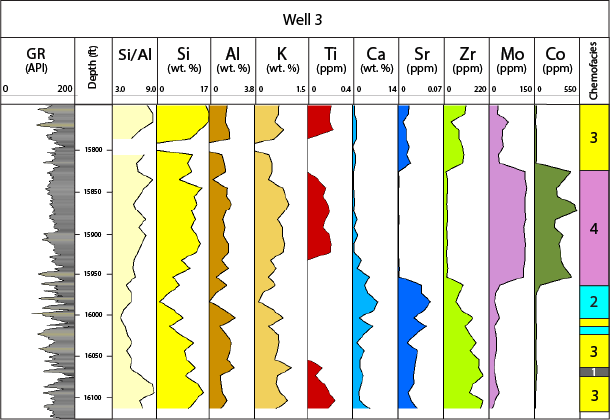 Well 3
GR
(API)
0 200
Depth (ft)
Si/Al
3.0 9.0
Si
(wt. %)
0 17
Al
(wt. %)
0 3.8
K
(wt. %)
0 1.5
Ti
(ppm)
0 0.4
Ca
(wt. %)
0 14
Sr
(ppm)
0 0.07
Zr
(ppm)
0 220
Mo
(ppm)
0 150
Co
(ppm)
0 550
Chemofacies
15800
15850
15900
15950
16000
16050
16100
3
4
2
3
1
3